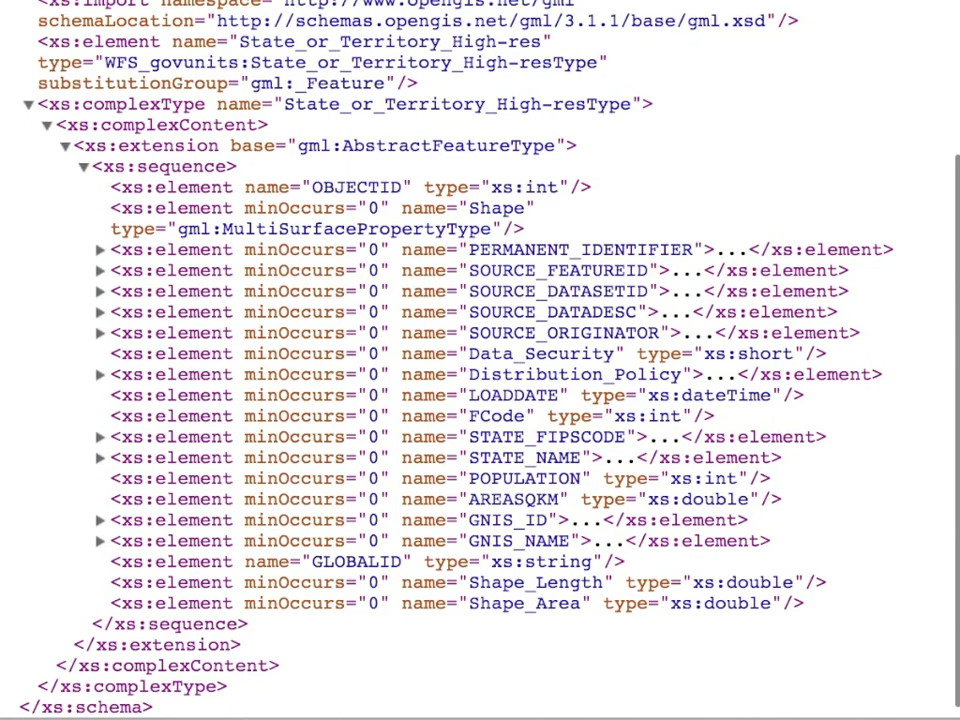 <xs:import namespace="http://www.opengis.net/gml"
schemaLocation="http://schemas.opengis.net/gml/3.1.1/base/gml.xsd"/>
<xs:element name="State_or_Territory_High-res"
type="WFS_govunits:State_or_Territory_High-resType"
substitutionGroup="gml:_Feature"/>
<xs:complexType name="State_or_Territory_High-resType">
<xs:complexContent>
<xs:extension base="gml:AbstractFeatureType">
<xs:sequence>
<xs:element name="OBJECTID" type="xs:int"/>
<xs:element minOccurs="0" name="Shape"
type="gml:MultiSurfacePropertyType"/>
<xs:element minOccurs="0" name="PERMANENT_IDENTIFIER">...</xs:element>
<xs:element minOccurs="0" name="SOURCE_FEATUREID">...</xs:element>
<xs:element minOccurs="0" name="SOURCE_DATASETID">...</xs:element>
<xs:element minOccurs="0" name="SOURCE_DATADESC">...</xs:element>
<xs:element minOccurs="0" name="SOURCE_ORIGINATOR">...</xs:element>
<xs:element minOccurs="0" name="Data_Security" type="xs:short"/>
<xs:element minOccurs="0" name="Distribution_Policy">...</xs:element>
<xs:element minOccurs="0" name="LOADDATE" type="xs:dateTime"/>
<xs:element minOccurs="0" name="FCode" type="xs:int"/>
<xs:element minOccurs="0" name="STATE_FIPSCODE">...</xs:element>
<xs:element minOccurs="0" name="STATE_NAME">...</xs:element>
<xs:element minOccurs="0" name="POPULATION" type="xs:int"/>
<xs:element minOccurs="0" name="AREASQKM" type="xs:double"/>
<xs:element minOccurs="0" name="GNIS_ID">...</xs:element>
<xs:element minOccurs="0" name="GNIS_NAME">...</xs:element>
<xs:element name="GLOBALID" type="xs:string"/>
<xs:element minOccurs="0" name="Shape_Length" type="xs:double"/>
<xs:element minOccurs="0" name="Shape_Area" type="xs:double"/>
</xs:sequence>
</xs:extension>
</xs:complexContent>
</xs:complexType>
</xs:schema>